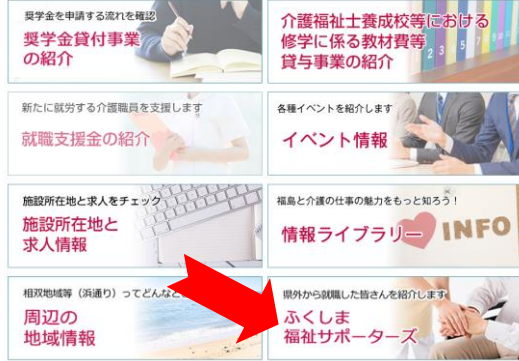 奨学金を申請する流れを確認
奨学金貸付事業
の紹介
介護福祉士養成校等における
修学に係る教材費等
貸与事業の紹介
新たに就労する介護職員を支援します
就職支援金の紹介
各種イベントを紹介します
イベント情報
施設所在地と求人をチェック
施設所在地と
求人情報
福島と介護の仕事の魅力をもっと知ろう！
情報ライブラリー
INFO
相双地域等（浜通り）ってどんなと
周辺の
地域情報
県外から就職した皆さんを紹介します
ふくしま
福祉サポーターズ